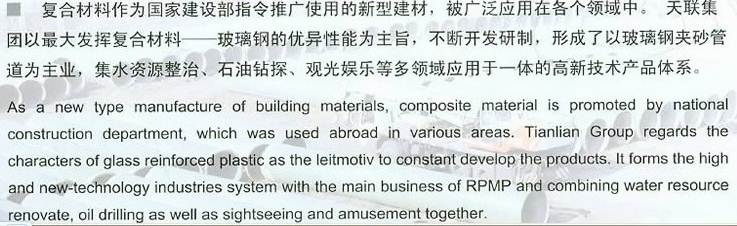 ■ 复合材料作为国家建设部指令推广使用的新型建材，被广泛应用在各个领域中。 天联集
团以最大发挥复合材料——玻璃钢的优异性能为主旨，不断开发研制，形成了以玻璃钢夹砂管
道为主业，集水资源整治、石油钻探、观光娱乐等多领域应用于一体的高新技术产品体系。
As a new type manufacture of building materials, composite material is promoted by national
construction department, which was used abroad in various areas. Tianlian Group regards the
characters of glass reinforced plastic as the leitmotiv to constant develop the products. It forms the high
and new-technology industries system with the main business of RPMP and combining water resource
renovate, oil drilling as well as sightseeing and amusement together.